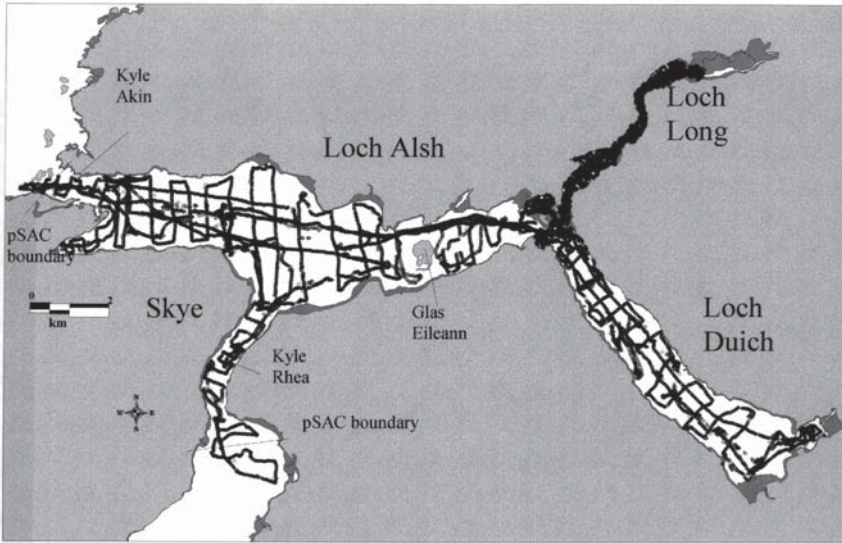 Kyle
Akin
Loch Alsh
Loch
Long
pSAC
boundary
0 2
km
Skye
Glas
Eileann
Loch
Duich
Kyle
Rhea
N
W E
N
pSAC boundary